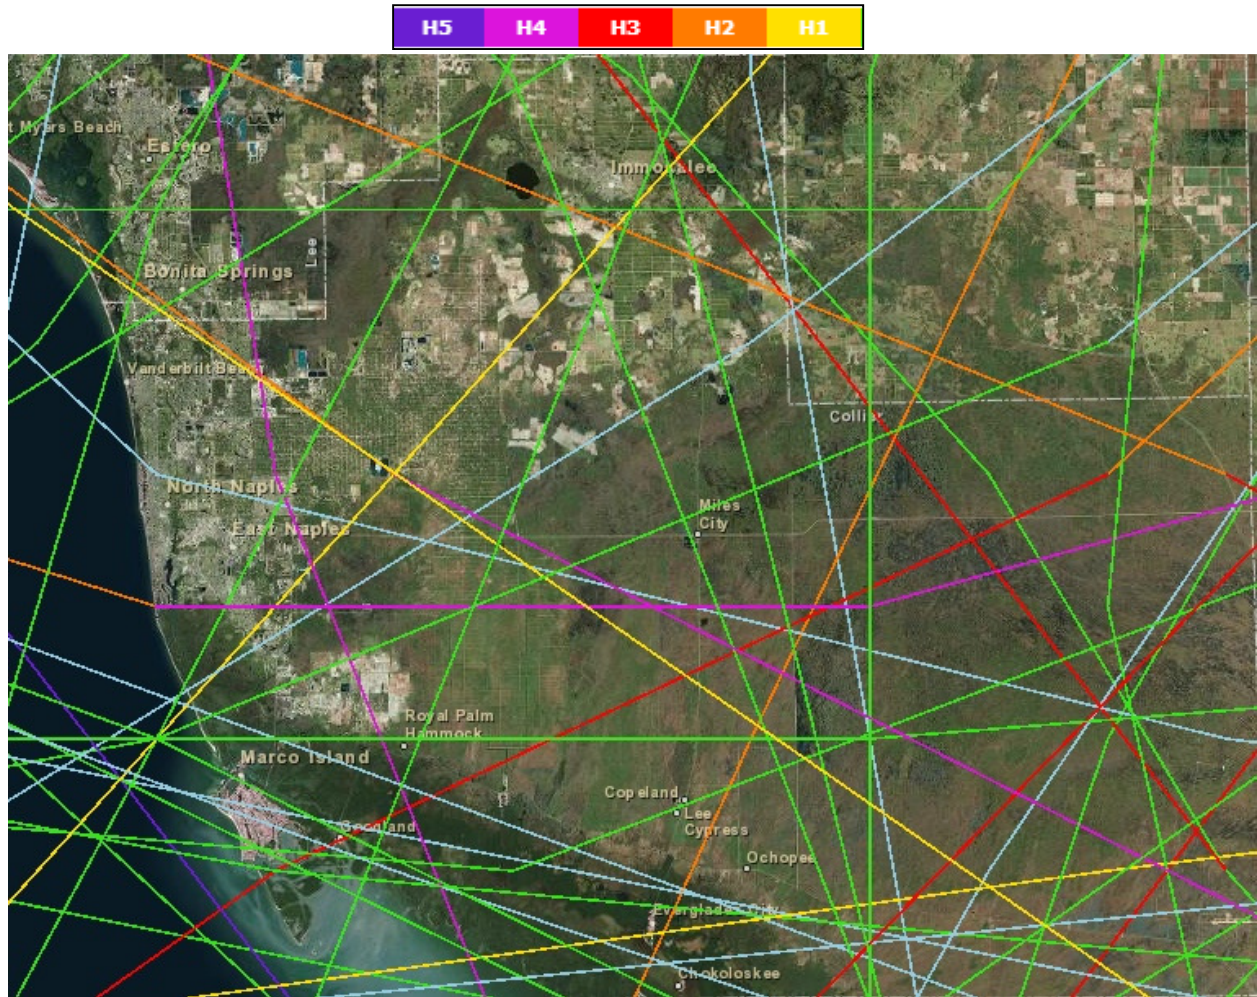 H5 H4 H3 H2 H1
t Myers Beach
Estero
Immokalee
Lee
Bonita Springs
Vanderbilt Beach
Collier
North Naples
Miles
City
East Naples
Royal Palm
Hammock
Marco Island
Copeland
Lee
Cypress
Goodland
Ochopee
Everglades City
Chokoloskee